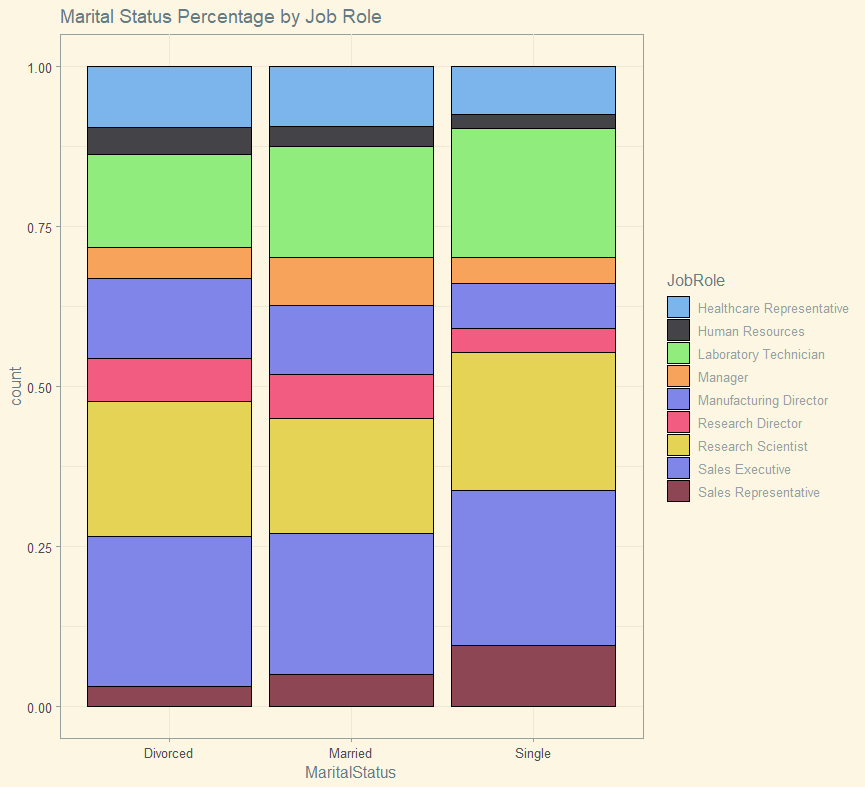 Marital Status Percentage by Job Role
1.00
0.75
0.50
0.25
0.00
count
Divorced
Married
Single
MaritalStatus
JobRole
Healthcare Representative
Human Resources
Laboratory Technician
Manager
Manufacturing Director
Research Director
Research Scientist
Sales Executive
Sales Representative